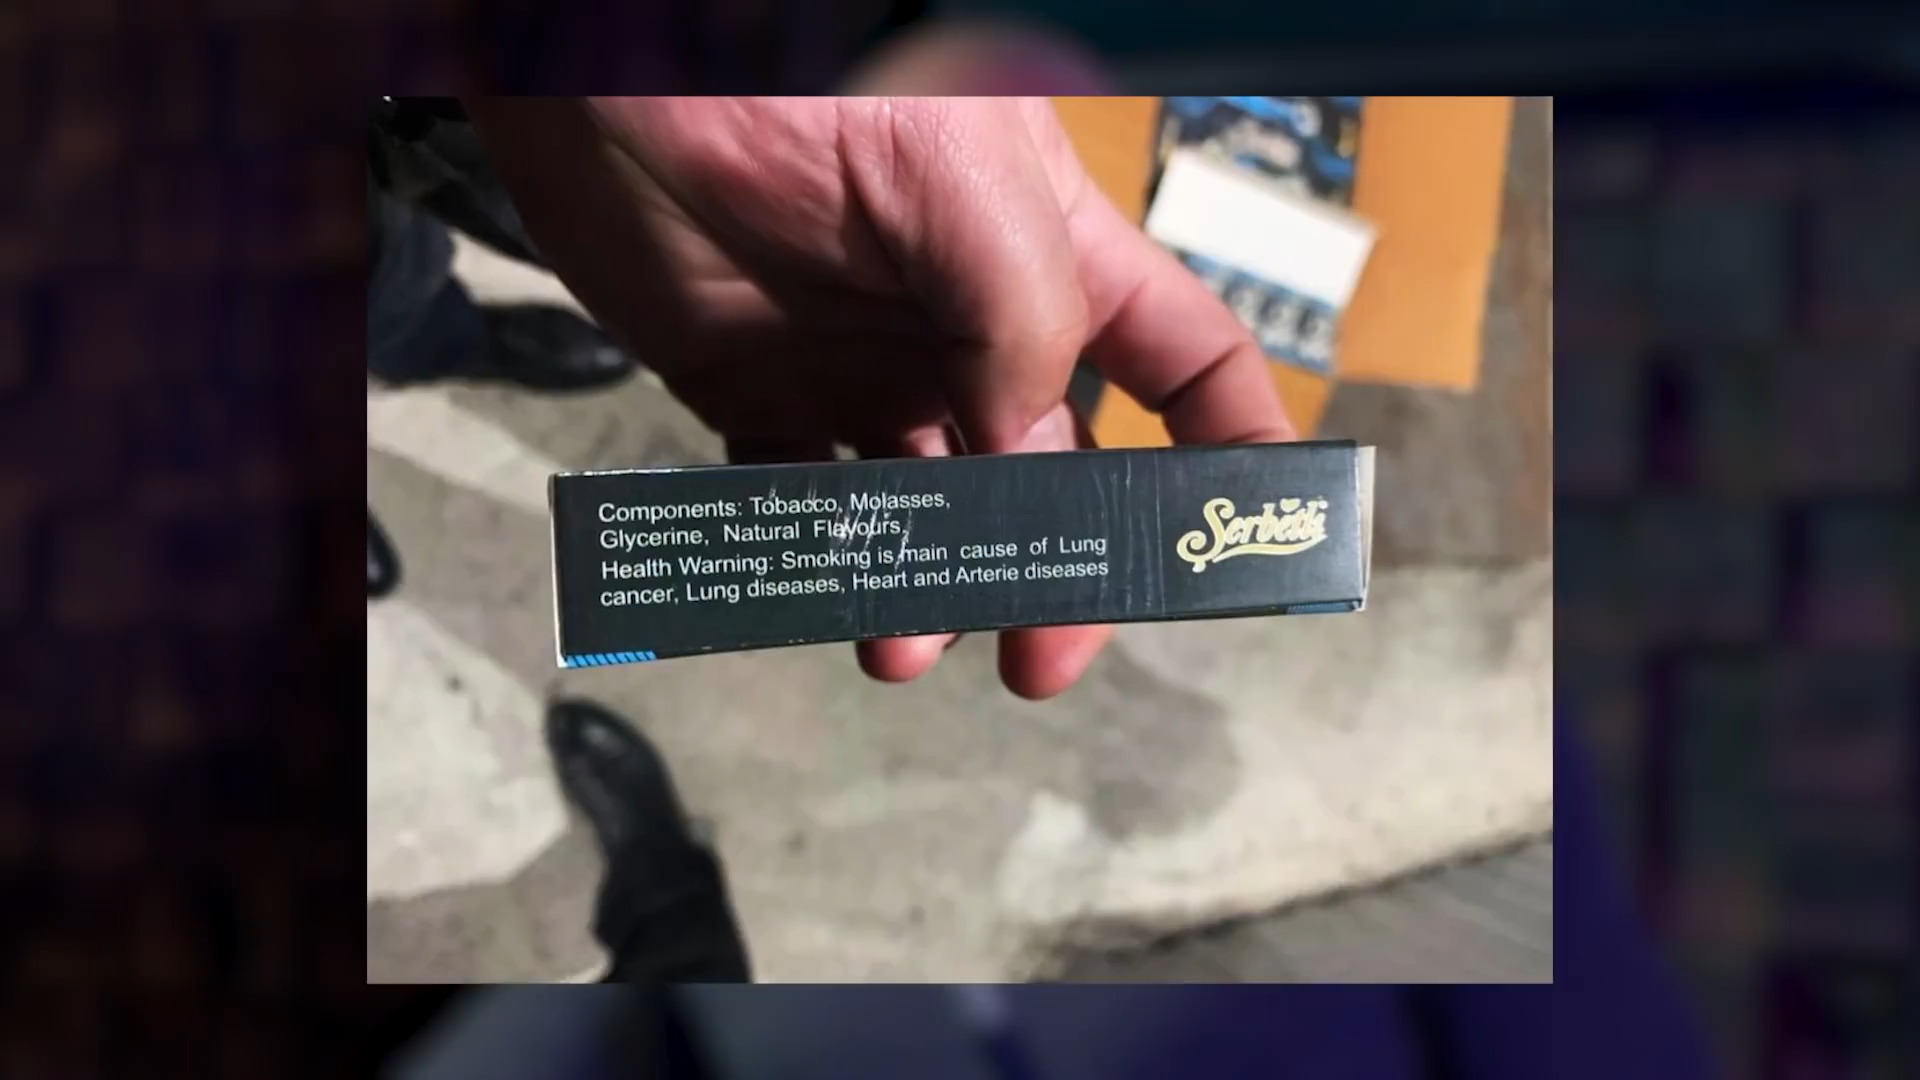 Components: Tobacco, Molasses,
Glycerine, Natural Flavours,
Health Warning: Smoking is main cause of Lung
cancer, Lung diseases, Heart and Arterie diseases
Serbetli